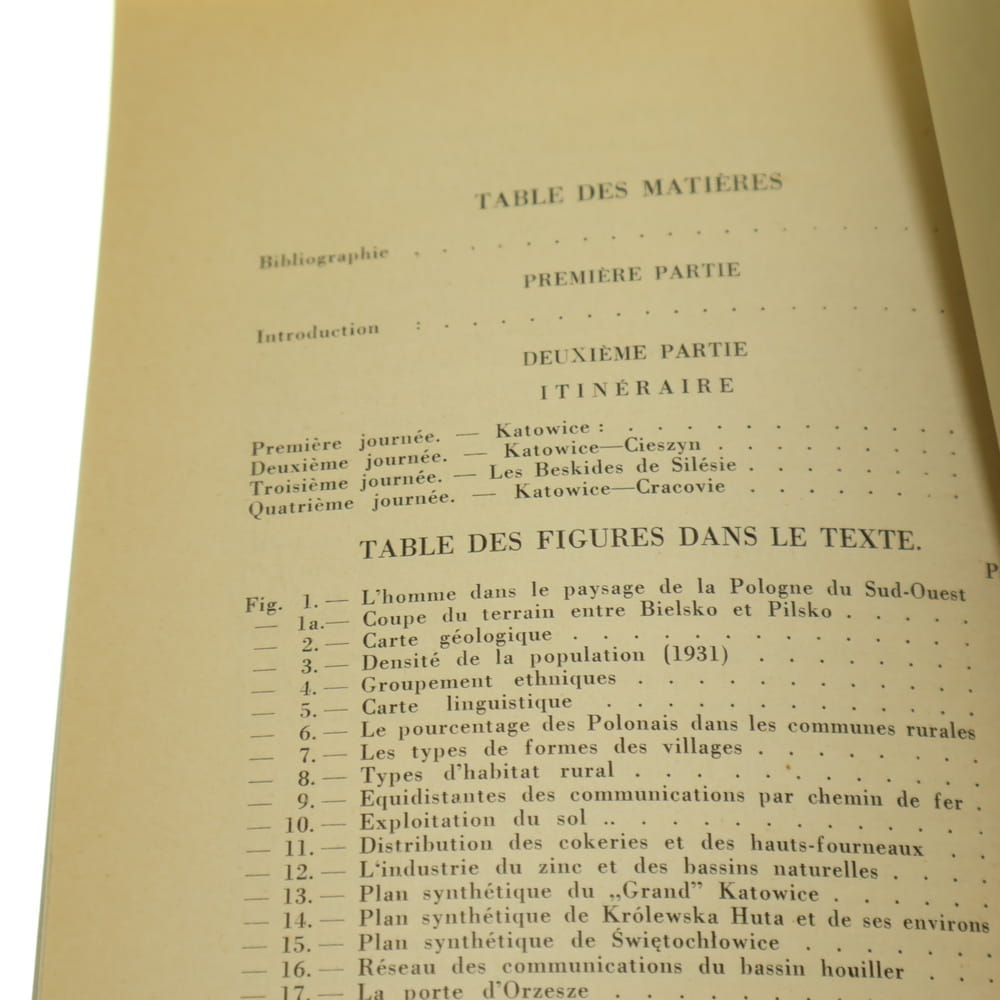 TABLE DES MATIÈRES
Bibliographie . . . . . . . . . . . . . . . . . . .
PREMIÈRE PARTIE
Introduction : . . . . . . . . . . . . . . . . . .
DEUXIÈME PARTIE
ITINÉRAIRE
Première journée. — Katowice : . . . . . . . . . . . .
Deuxième journée. — Katowice—Cieszyn . . . . . . . . .
Troisième journée. — Les Beskides de Silésie . . . . . . . .
Quatrième journée. — Katowice—Cracovie . . . . . . . .
TABLE DES FIGURES DANS LE TEXTE.
P
Fig. 1. — L'homme dans le paysage de la Pologne du Sud-Ouest
— 1a.— Coupe du terrain entre Bielsko et Pilsko . . . . .
— 2. — Carte géologique . . . . . . . . . . . . . .
— 3. — Densité de la population (1931) . . . . . . . .
— 4. — Groupement ethniques . . . . . . . . . . . .
— 5. — Carte linguistique . . . . . . . . . . . . .
— 6. — Le pourcentage des Polonais dans les communes rurales
— 7. — Les types de formes des villages . . . . . . . .
— 8. — Types d'habitat rural . . . . . . . . . . . .
— 9. — Equidistantes des communications par chemin de fer .
— 10. — Exploitation du sol .. . . . . . . . . . . . .
— 11. — Distribution des cokeries et des hauts-fourneaux . .
— 12. — L'industrie du zinc et des bassins naturelles . . . .
— 13. — Plan synthétique du „Grand” Katowice . . . . . .
— 14. — Plan synthétique de Królewska Huta et de ses environs
— 15. — Plan synthétique de Świętochłowice . . . . . . .
— 16. — Réseau des communications du bassin houiller . . .
— 17. — La porte d'Orzesze . . . . . . . . . . . .